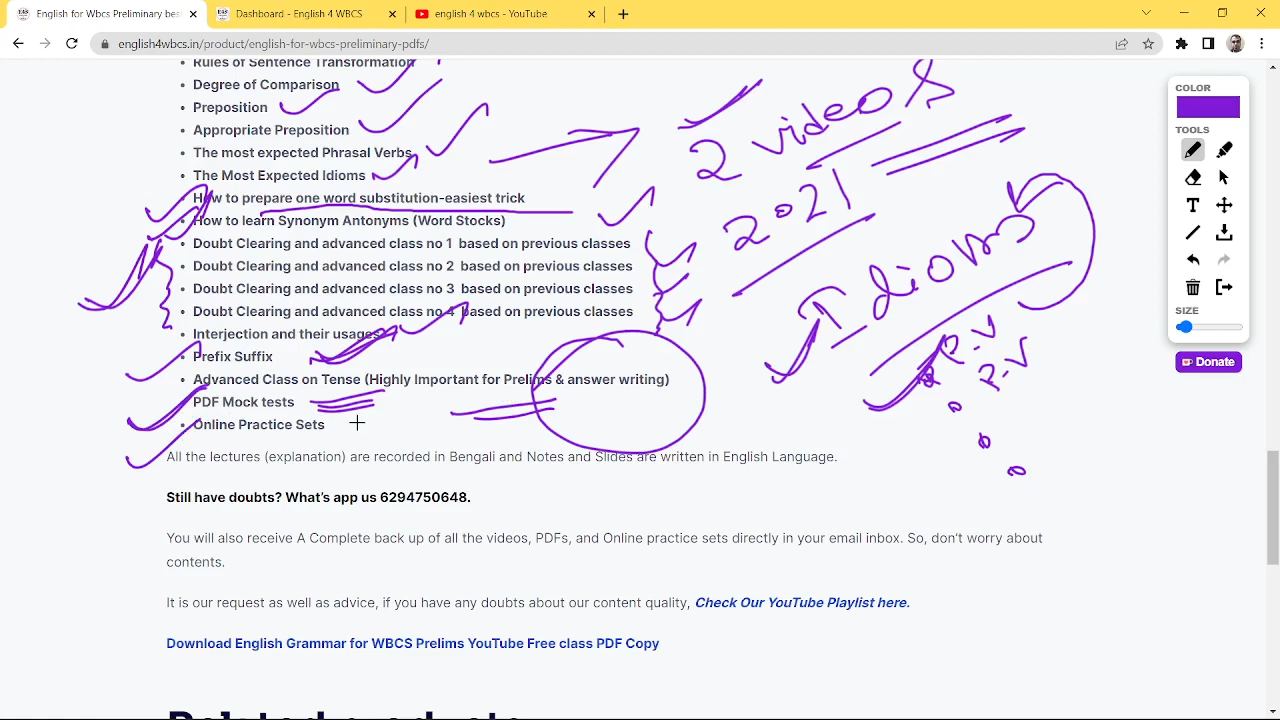 English for WBCS Preliminary bes
Dashboard - English 4 WBCS
english 4 wbcs - YouTube
english4wbcs.in/product/english-for-wbcs-preliminary-pdfs/
Rules of Sentence Transformation
Degree of Comparison
Preposition
Appropriate Preposition
The most expected Phrasal Verbs
The Most Expected Idioms
How to prepare one word substitution-easiest trick
How to learn Synonym Antonyms (Word Stocks)
Doubt Clearing and advanced class no 1 based on previous classes
Doubt Clearing and advanced class no 2 based on previous classes
Doubt Clearing and advanced class no 3 based on previous classes
Doubt Clearing and advanced class no 4 based on previous classes
Interjection and their usages
Prefix Suffix
Advanced Class on Tense (Highly Important for Prelims & answer writing)
PDF Mock tests
Online Practice Sets
2 videos
2021
Idioms
P.V
P.V
COLOR
TOOLS
SIZE
Donate
All the lectures (explanation) are recorded in Bengali and Notes and Slides are written in English Language.
Still have doubts? What's app us 6294750648.
You will also receive A Complete back up of all the videos, PDFs, and Online practice sets directly in your email inbox. So, don't worry about
contents.
It is our request as well as advice, if you have any doubts about our content quality, Check Our YouTube Playlist here.
Download English Grammar for WBCS Prelims YouTube Free class PDF Copy
Related products